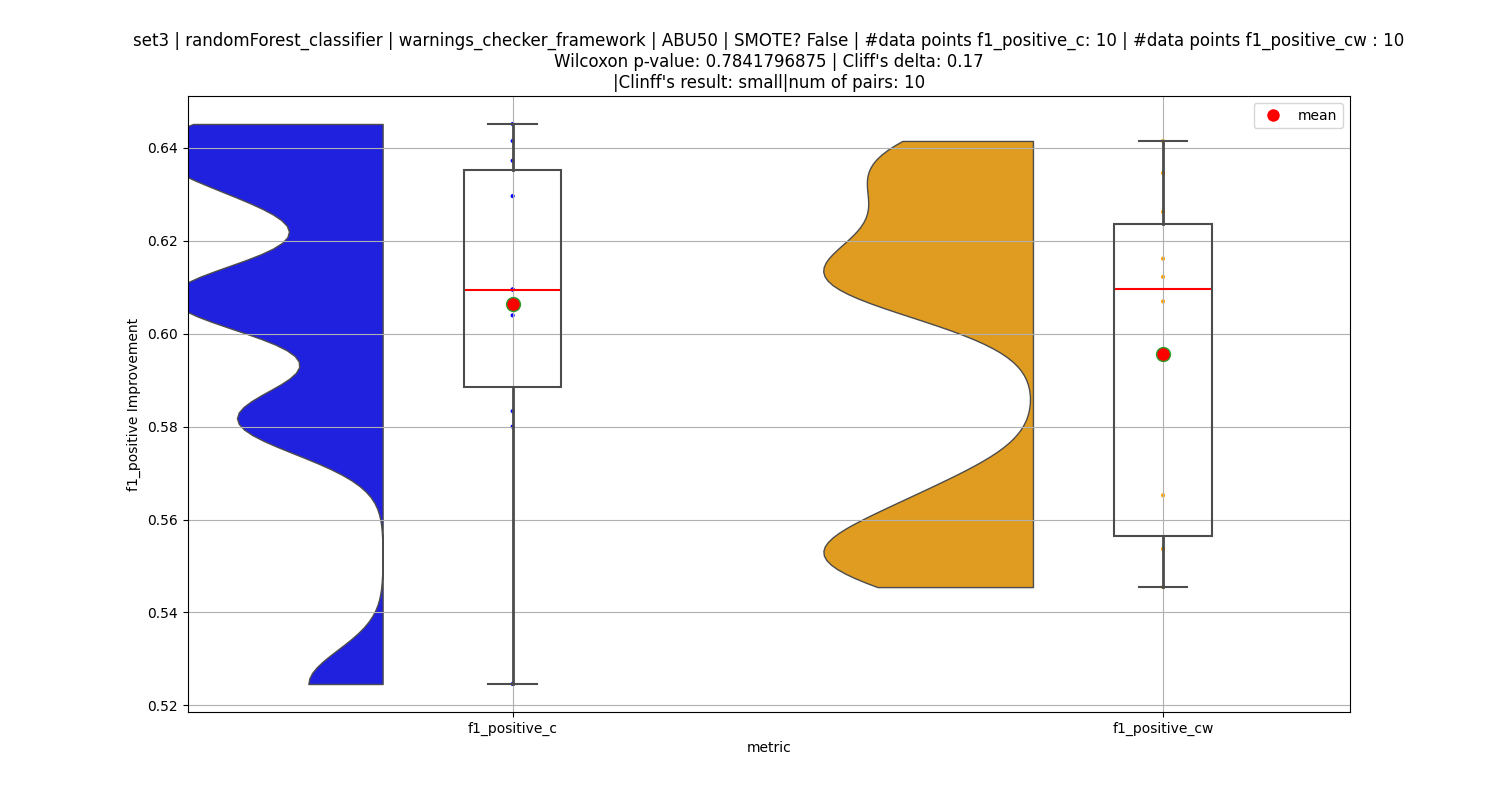 set3 | randomForest_classifier | warnings_checker_framework | ABU50 | SMOTE? False | #data points f1_positive_c: 10 | #data points f1_positive_cw : 10
Wilcoxon p-value: 0.7841796875 | Cliff's delta: 0.17
|Clinff's result: small|num of pairs: 10
mean
0.64
0.62
0.60
0.58
0.56
0.54
0.52
f1_positive Improvement
f1_positive_c
f1_positive_cw
metric